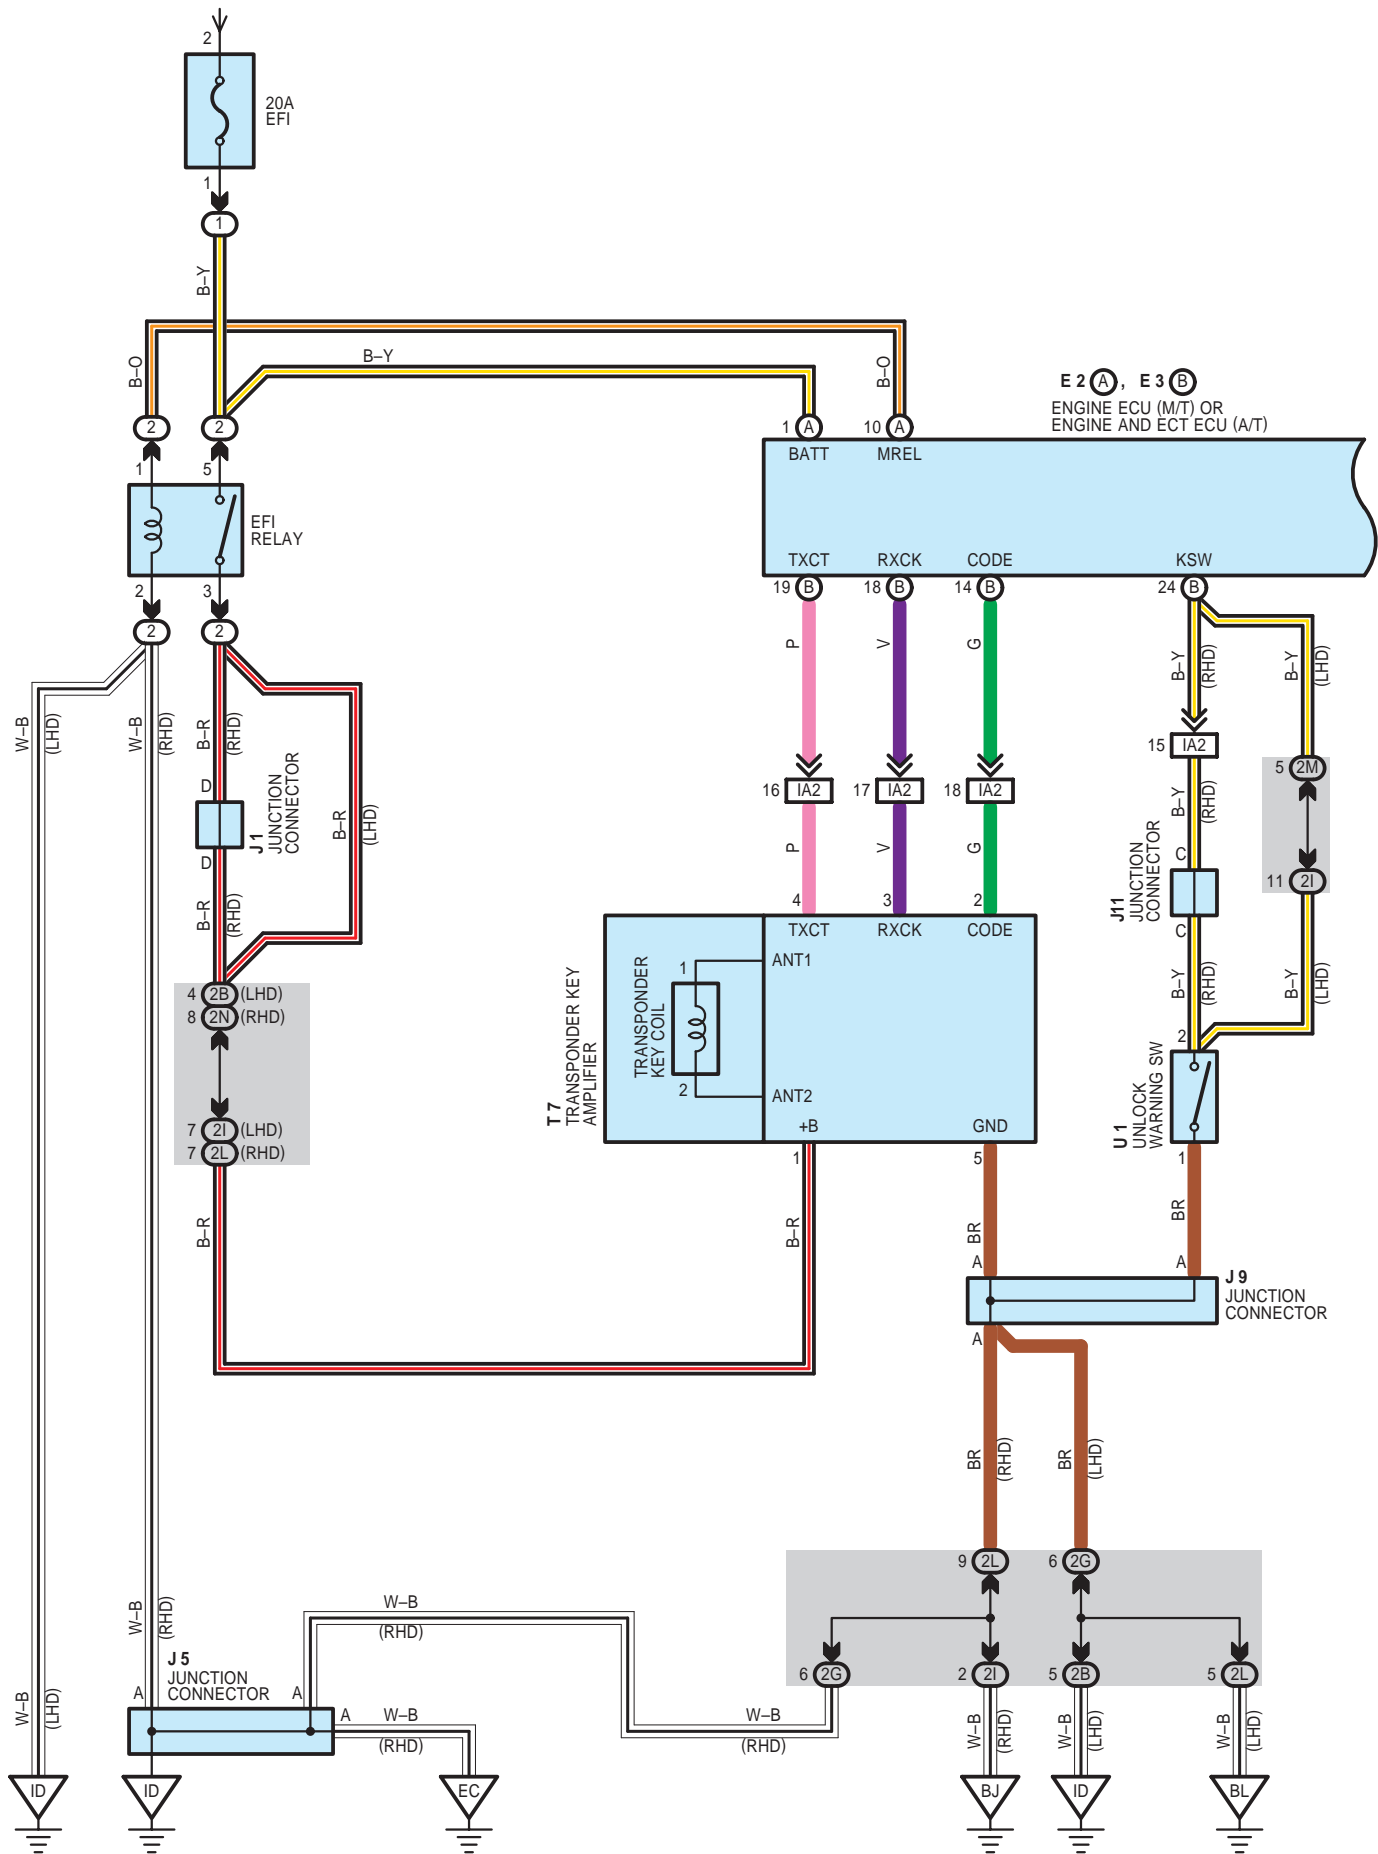 2
20A
EFI
1
1
B–Y
B–O
B–Y
B–O
E 2 A , E 3 B
ENGINE ECU (M/T) OR
ENGINE AND ECT ECU (A/T)
2
2
1 A
10 A
BATT
MREL
1
5
EFI
RELAY
TXCT
RXCK
CODE
KSW
2
3
19 B
18 B
14 B
24 B
2
2
W–B
(LHD)
W–B
(RHD)
B–R
(RHD)
P
V
G
B–Y
(RHD)
B–Y
(LHD)
15 IA2
5 2M
D
J 1
JUNCTION
CONNECTOR
D
B–R
(LHD)
16 IA2
17 IA2
18 IA2
B–Y
(RHD)
P
V
G
C
J11
JUNCTION
CONNECTOR
C
11 2I
B–R
(RHD)
4
3
2
TXCT
RXCK
CODE
4 2B (LHD)
8 2N (RHD)
T 7
TRANSPONDER KEY
AMPLIFIER
TRANSPONDER
KEY COIL
1
ANT1
2
ANT2
+B
GND
B–Y
(RHD)
B–Y
(LHD)
2
U 1
UNLOCK
WARNING SW
7 2I (LHD)
7 2L (RHD)
1
5
1
B–R
B–R
BR
BR
A
A
J 9
JUNCTION
CONNECTOR
A
BR
(RHD)
BR
(LHD)
9 2L
6 2G
W–B
(RHD)
W–B
(RHD)
J 5
JUNCTION
CONNECTOR
A
A
6 2G
2 2I
5 2B
5 2L
W–B
(LHD)
A
W–B
(RHD)
W–B
(RHD)
W–B
(RHD)
W–B
(LHD)
W–B
(LHD)
ID
ID
EC
BJ
ID
BL